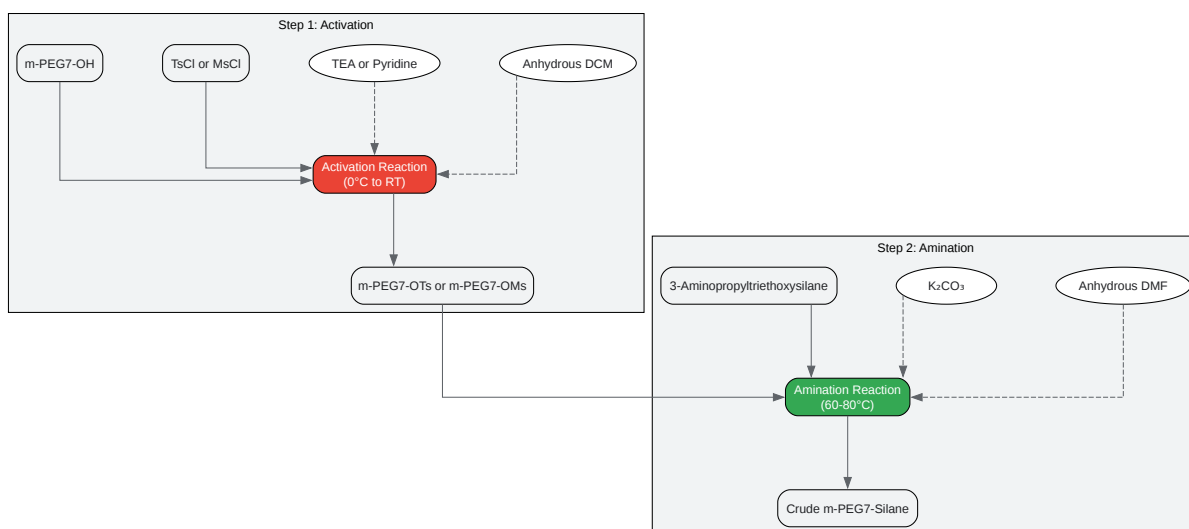 Step 1: Activation
m-PEG7-OH
TsCl or MsCl
TEA or Pyridine
Anhydrous DCM
Activation Reaction
(0°C to RT)
m-PEG7-OTs or m-PEG7-OMs
Step 2: Amination
3-Aminopropyltriethoxysilane
K₂CO₃
Anhydrous DMF
Amination Reaction
(60-80°C)
Crude m-PEG7-Silane